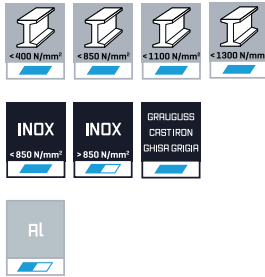 < 400 N/mm²
< 850 N/mm²
< 1100 N/mm²
< 1300 N/mm²
INOX
< 850 N/mm²
INOX
> 850 N/mm²
GRAUGUSS
CAST IRON
GHISA GRIGIA
Al